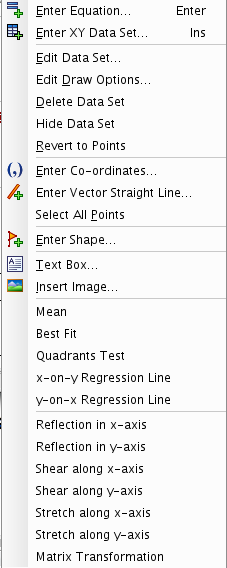 Enter Equation... Enter
Enter XY Data Set... Ins
Edit Data Set...
Edit Draw Options...
Delete Data Set
Hide Data Set
Revert to Points
Enter Co-ordinates...
Enter Vector Straight Line...
Select All Points
Enter Shape...
Text Box...
Insert Image...
Mean
Best Fit
Quadrants Test
x-on-y Regression Line
y-on-x Regression Line
Reflection in x-axis
Reflection in y-axis
Shear along x-axis
Shear along y-axis
Stretch along x-axis
Stretch along y-axis
Matrix Transformation